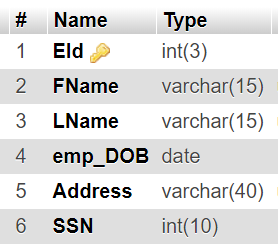 # Name Type
1 EId int(3)
2 FName varchar(15)
3 LName varchar(15)
4 emp_DOB date
5 Address varchar(40)
6 SSN int(10)